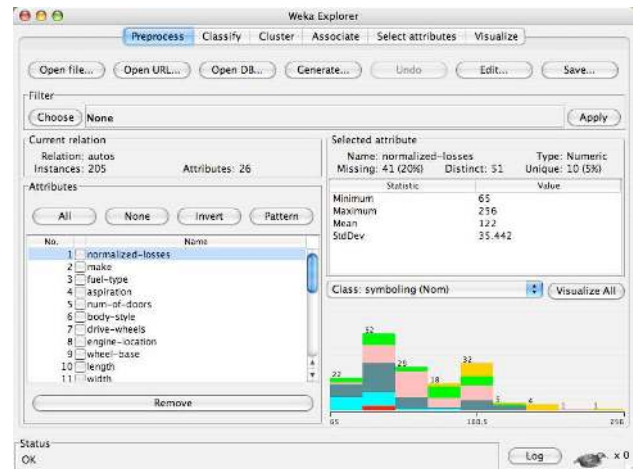 Weka Explorer
Preprocess Classify Cluster Associate Select attributes Visualize
Open file... Open URL... Open DB... Generate... Undo Edit... Save...
Filter
Choose None Apply
Current relation
Relation: autos
Instances: 205 Attributes: 26
Selected attribute
Name: normalized-losses Type: Numeric
Missing: 41 (20%) Distinct: 51 Unique: 10 (5%)
Attributes
All None Invert Pattern
No. Name
1 normalized-losses
2 make
3 fuel-type
4 aspiration
5 num-of-doors
6 body-style
7 drive-wheels
8 engine-location
9 wheel-base
10 length
11 width
Remove
Statistic Value
Minimum 65
Maximum 256
Mean 122
StdDev 35.442
Class: symboling (Nom) Visualize All
22 52 29 18 32 5 4 1 1
65 160.5 256
Status
OK
Log x 0